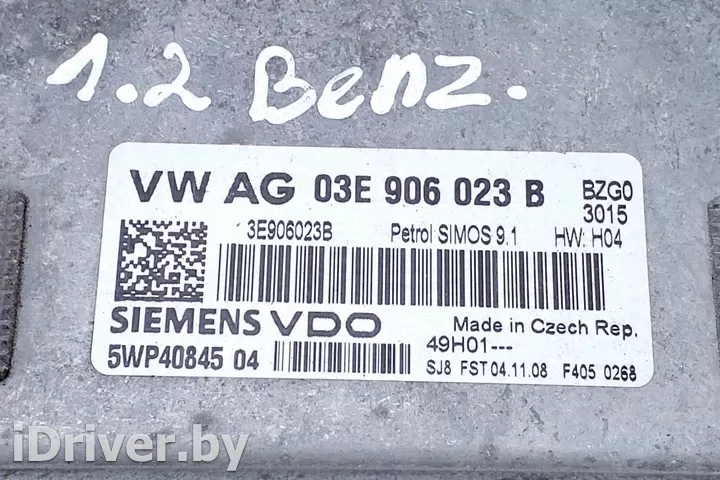 1.2 Benz.
VW AG 03E 906 023 B BZG0
3015
3E906023B Petrol SIMOS 9.1 HW: H04
SIEMENS VDO Made in Czech Rep.
49H01---
5WP40845 04 SJ8 FST 04.11.08 F405 0268
iDriver.by